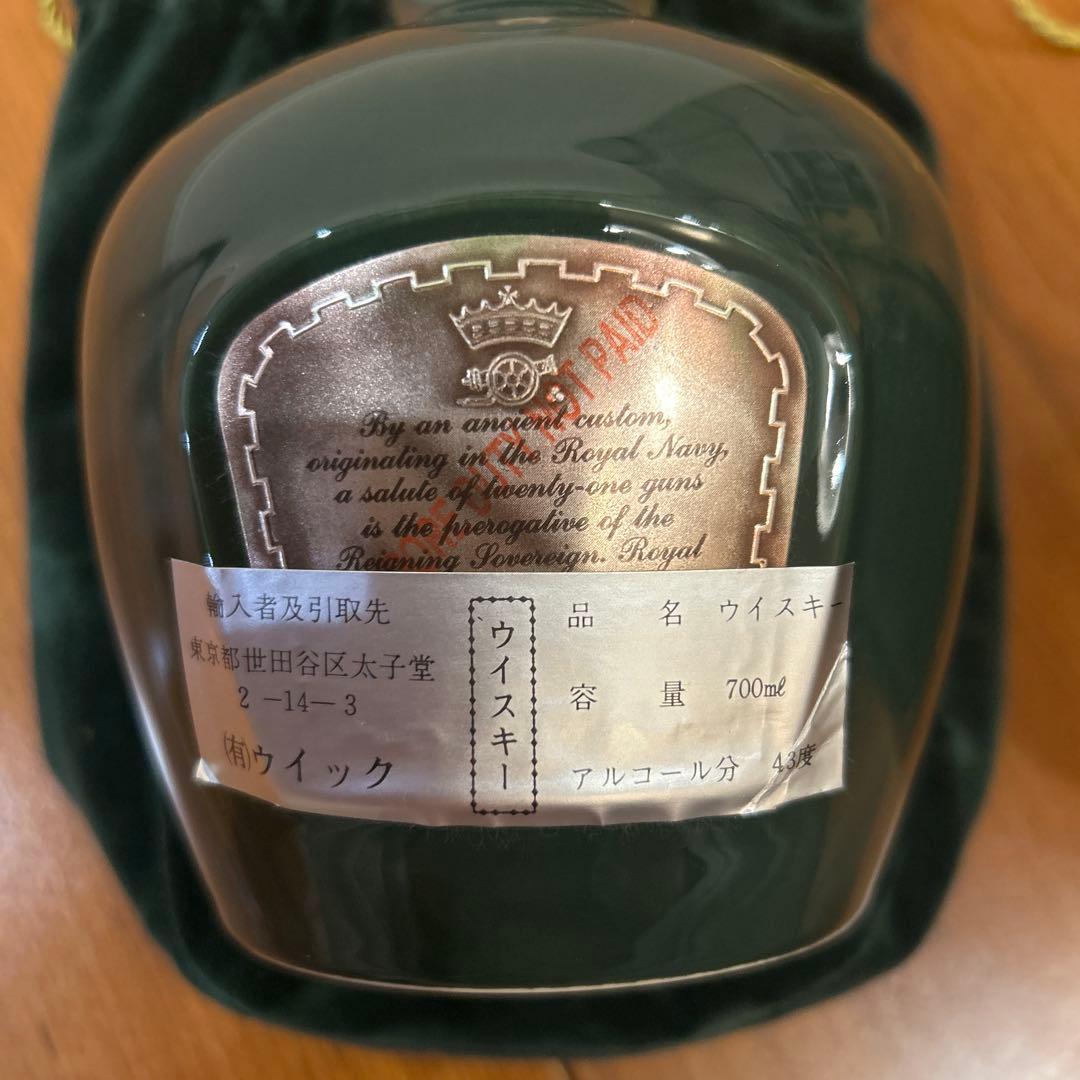 DUTY NOT PAID
By an ancient custom,
originating in the Royal Navy,
a salute of twenty-one guns
is the prerogative of the
Reigning Sovereign. Royal
輸入者及引取先
東京都世田谷区太子堂
2-14-3
(有)ウイック
ウイスキー
品 名 ウイスキー
容 量 700mℓ
アルコール分 43度